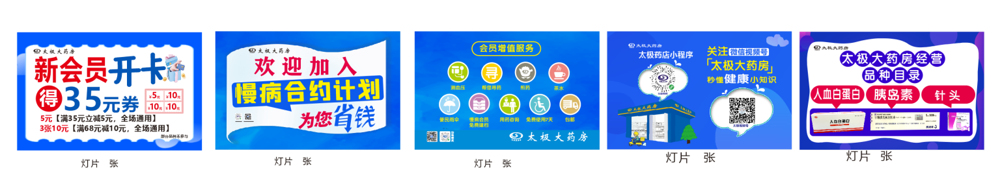 太极大药房
新会员开卡
得35元券
¥5元 ¥10元
¥10元 ¥10元
5元【满35元立减5元，全场通用】
3张10元【满68元减10元，全场通用】
部分品种不参与
灯片 张
太极大药房
欢迎加入
慢病合约计划
为您省钱
灯片 张
会员增值服务
测血压 帮您寻药 煎药 茶水
便民雨伞 慢病会员免费建档 用药咨询 免费使用7天 包邮
太极大药房
灯片 张
太极大药房
太极药店小程序
关注微信视频号
「太极大药房」
秒懂健康小知识
太极大药房
灯片 张
太极大药房
太极大药房经营
品种目录
人血白蛋白 胰岛素 针头
人血白蛋白
灯片 张